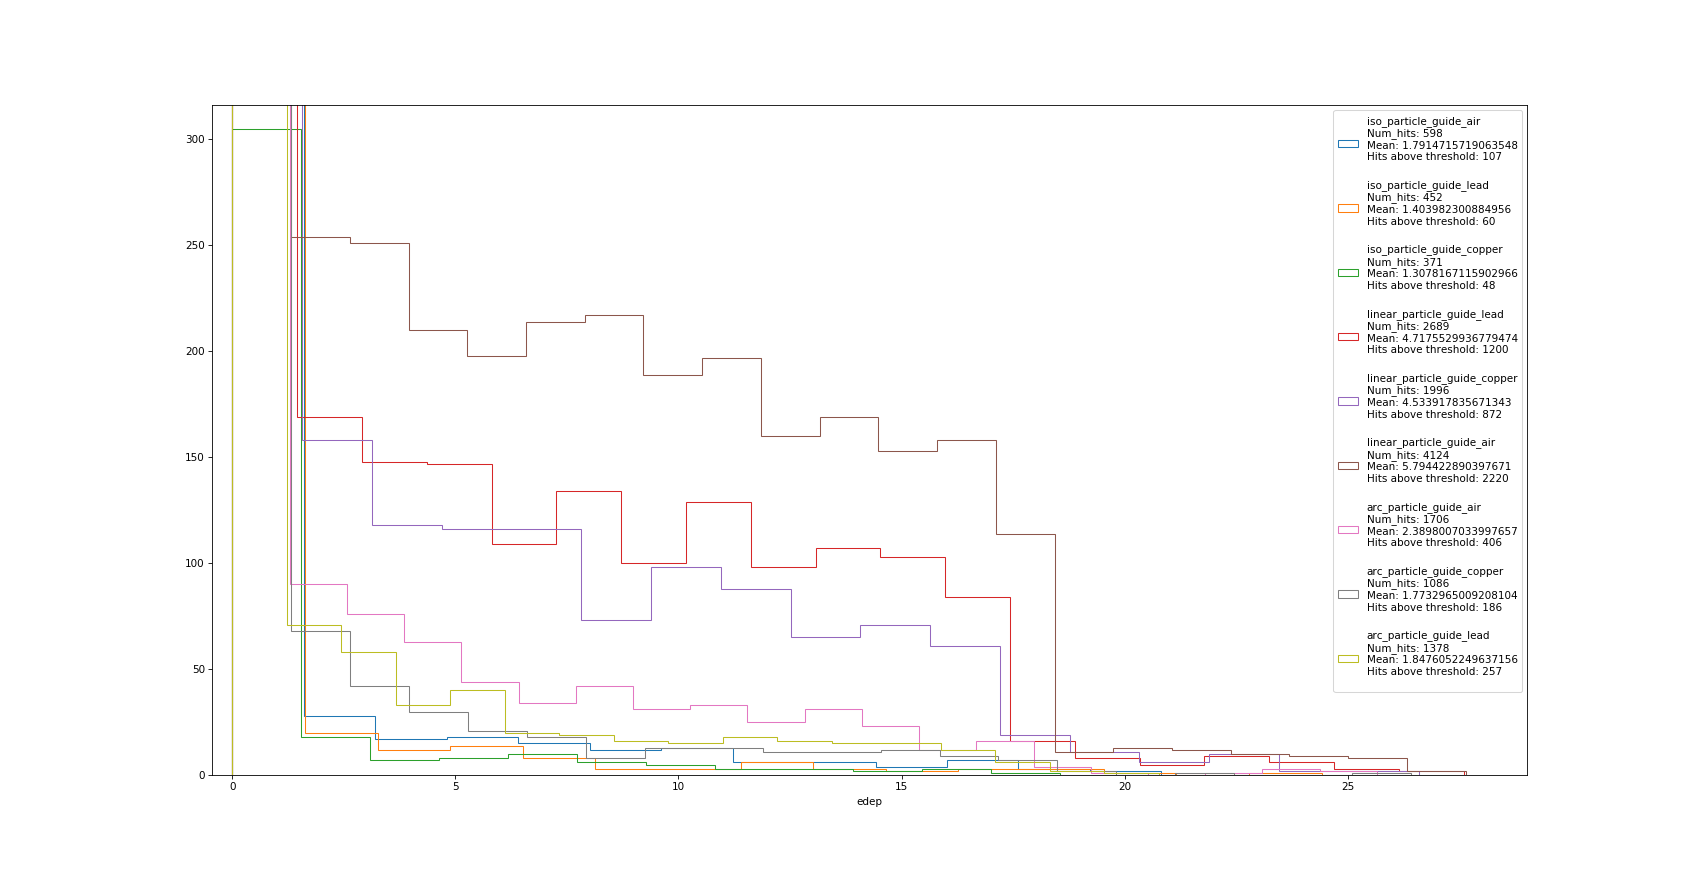 300
250
200
150
100
50
0
0 5 10 15 20 25
edep
iso_particle_guide_air
Num_hits: 598
Mean: 1.7914715719063548
Hits above threshold: 107
iso_particle_guide_lead
Num_hits: 452
Mean: 1.403982300884956
Hits above threshold: 60
iso_particle_guide_copper
Num_hits: 371
Mean: 1.3078167115902966
Hits above threshold: 48
linear_particle_guide_lead
Num_hits: 2689
Mean: 4.7175529936779474
Hits above threshold: 1200
linear_particle_guide_copper
Num_hits: 1996
Mean: 4.533917835671343
Hits above threshold: 872
linear_particle_guide_air
Num_hits: 4124
Mean: 5.794422890397671
Hits above threshold: 2220
arc_particle_guide_air
Num_hits: 1706
Mean: 2.3898007033997657
Hits above threshold: 406
arc_particle_guide_copper
Num_hits: 1086
Mean: 1.7732965009208104
Hits above threshold: 186
arc_particle_guide_lead
Num_hits: 1378
Mean: 1.8476052249637156
Hits above threshold: 257